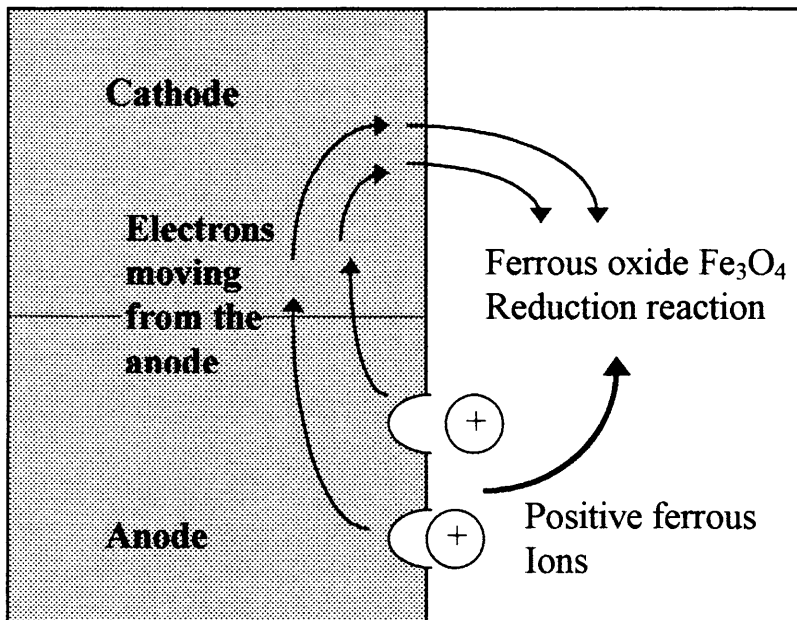 Cathode
Electrons
moving
from the
anode
Ferrous oxide Fe₃O₄
Reduction reaction
+
+
Anode
Positive ferrous
Ions